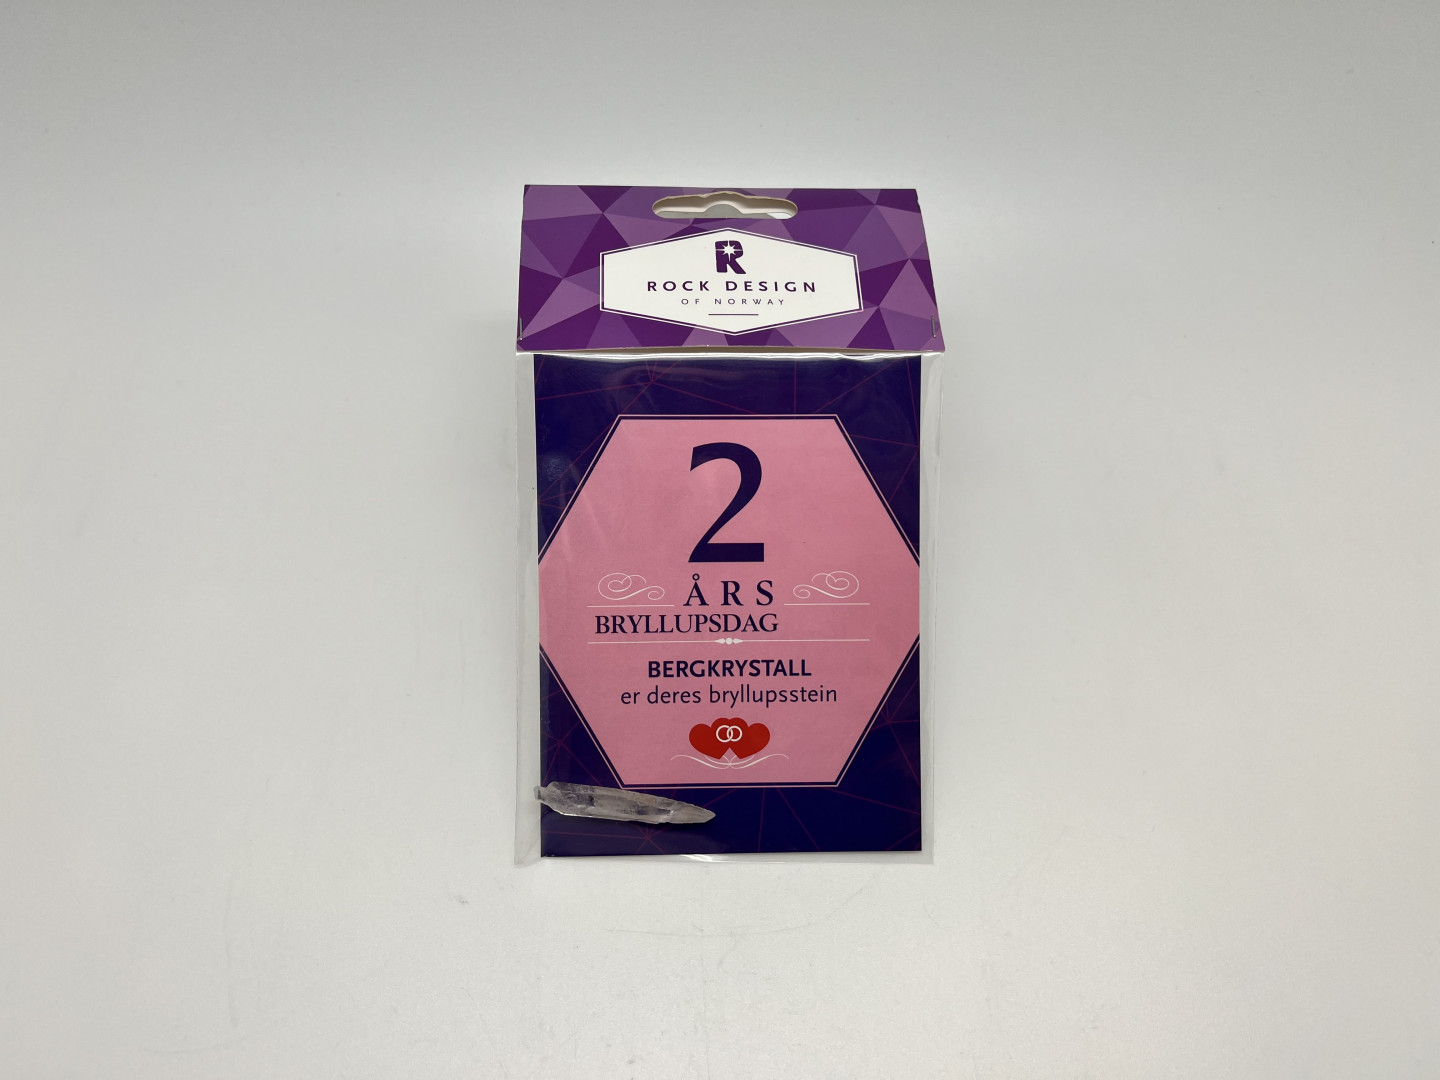 R
ROCK DESIGN
OF NORWAY
2
ÅRS
BRYLLUPSDAG
BERGKRYSTALL
er deres bryllupsstein